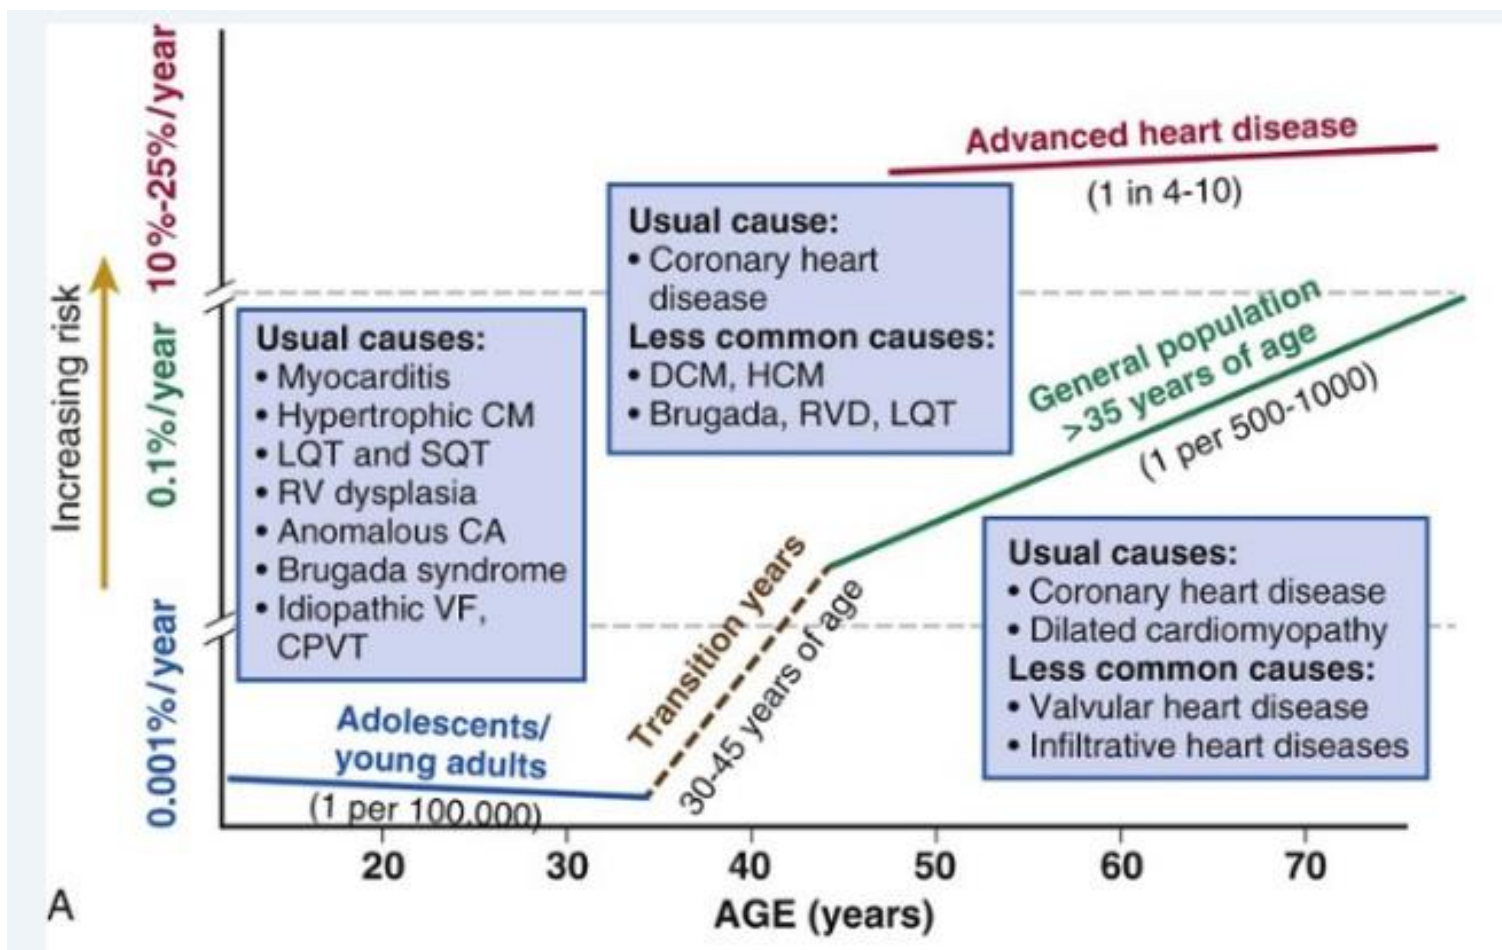 10%-25%/year
0.1%/year
0.001%/year
Increasing risk
Advanced heart disease
(1 in 4-10)
Usual cause:
• Coronary heart
disease
Less common causes:
• DCM, HCM
• Brugada, RVD, LQT
General population
>35 years of age
(1 per 500-1000)
Usual causes:
• Myocarditis
• Hypertrophic CM
• LQT and SQT
• RV dysplasia
• Anomalous CA
• Brugada syndrome
• Idiopathic VF,
CPVT
Transition years
30-45 years of age
Usual causes:
• Coronary heart disease
• Dilated cardiomyopathy
Less common causes:
• Valvular heart disease
• Infiltrative heart diseases
Adolescents/
young adults
(1 per 100,000)
20 30 40 50 60 70
AGE (years)
A